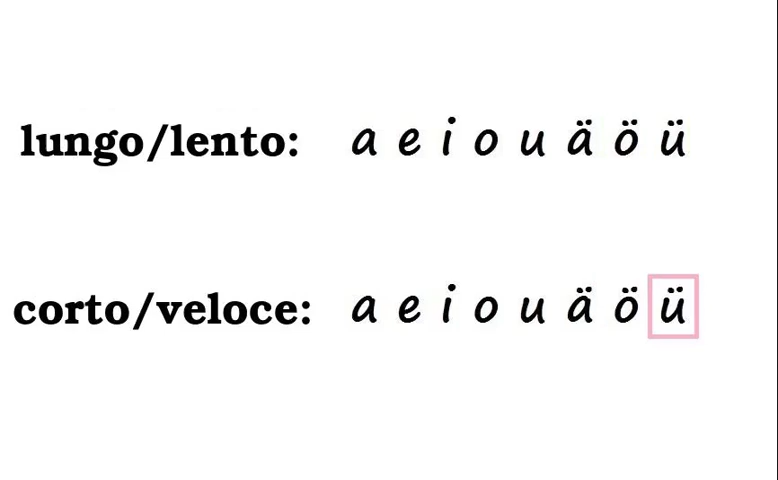 lungo/lento: a e i o u ä ö ü
corto/veloce: a e i o u ä ö ü